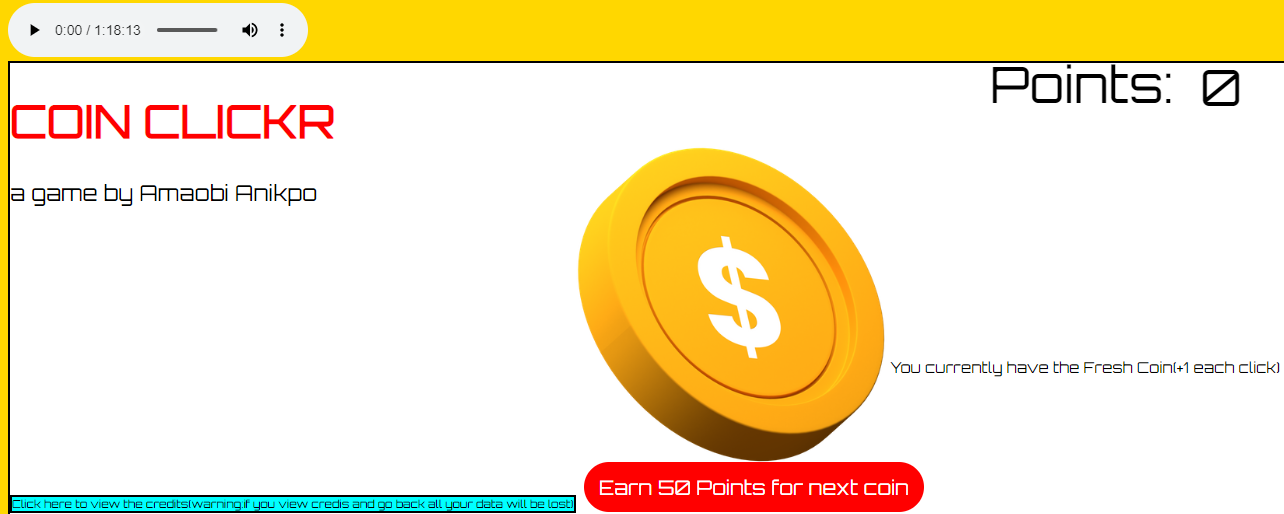 0:00 / 1:18:13
Points: 0
COIN CLICKR
a game by Amaobi Anikpo
$
You currently have the Fresh Coin(+1 each click)
Earn 50 Points for next coin
Click here to view the credits(warning:if you view credis and go back all your data will be lost)